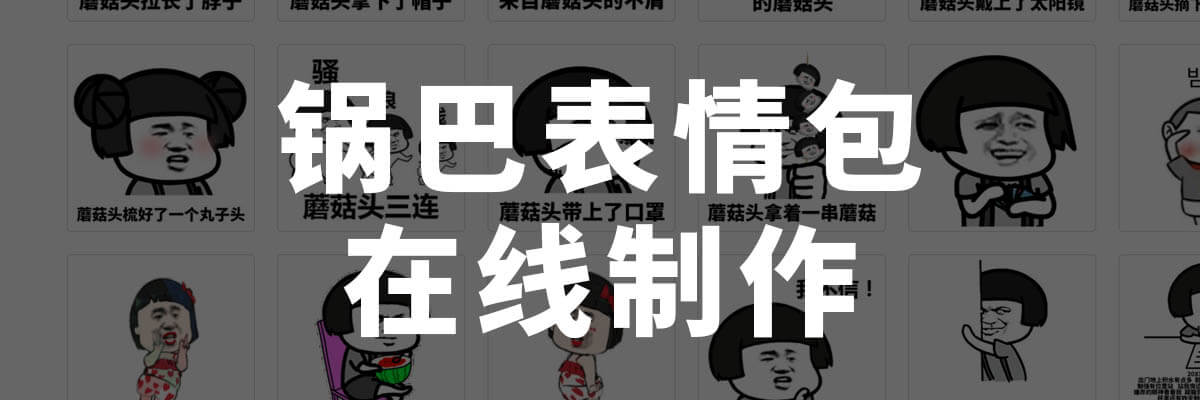 蘑菇头拉长了脖子
蘑菇头拿下了帽子
来自蘑菇头的不屑
的蘑菇头
蘑菇头戴上了太阳镜
骚
锅巴表情包
在线制作
蘑菇头梳好了一个丸子头
蘑菇头三连
蘑菇头带上了口罩
蘑菇头拿着一串蘑菇